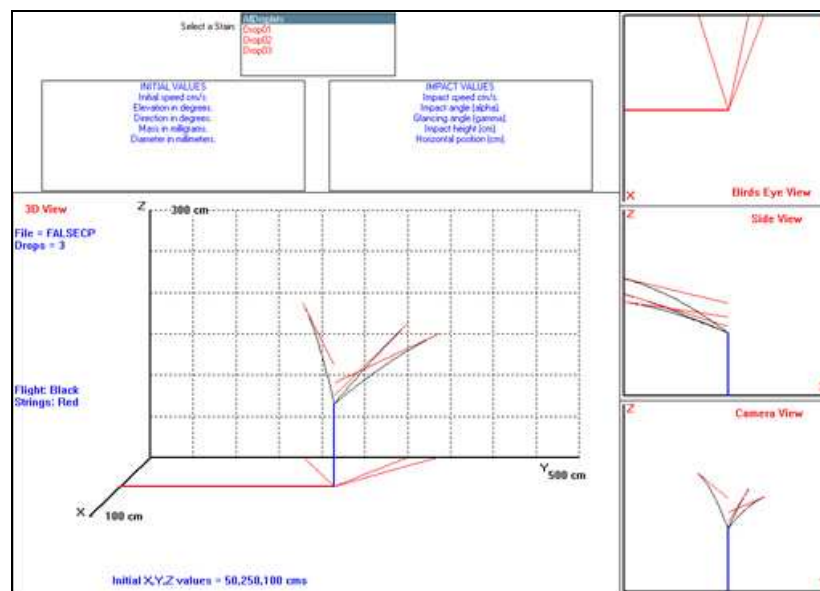 Select a Stain:
AllDroplets
Drop01
Drop02
Drop03
INITIAL VALUES
Initial speed cm/s.
Elevation in degrees.
Direction in degrees.
Mass in milligrams.
Diameter in millimeters.
IMPACT VALUES
Impact speed cm/s.
Impact angle (alpha).
Glancing angle (gamma).
Impact height (cm).
Horizontal position (cm).
X
Birds Eye View
3D View
Z
300 cm
File = FALSECP
Drops = 3
Flight: Black
Strings: Red
X
100 cm
Y
500 cm
Initial X,Y,Z values = 50,250,100 cms
Z
Side View
Z
Camera View